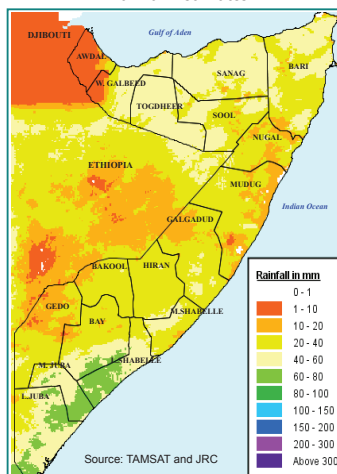 DJIBOUTI
Gulf of Aden
AWDAL
W. GALBEED
SANAG
BARI
TOGDHEER
SOOL
NUGAL
ETHIOPIA
MUDUG
Indian Ocean
GALGADUD
BAKOOL
HIRAN
GEDO
BAY
M.SHABELLE
L.SHABELLE
M. JUBA
L.JUBA
Rainfall in mm
0 - 1
1 - 10
10 - 20
20 - 40
40 - 60
60 - 80
80 - 100
100 - 150
150 - 200
200 - 300
Above 300
Source: TAMSAT and JRC